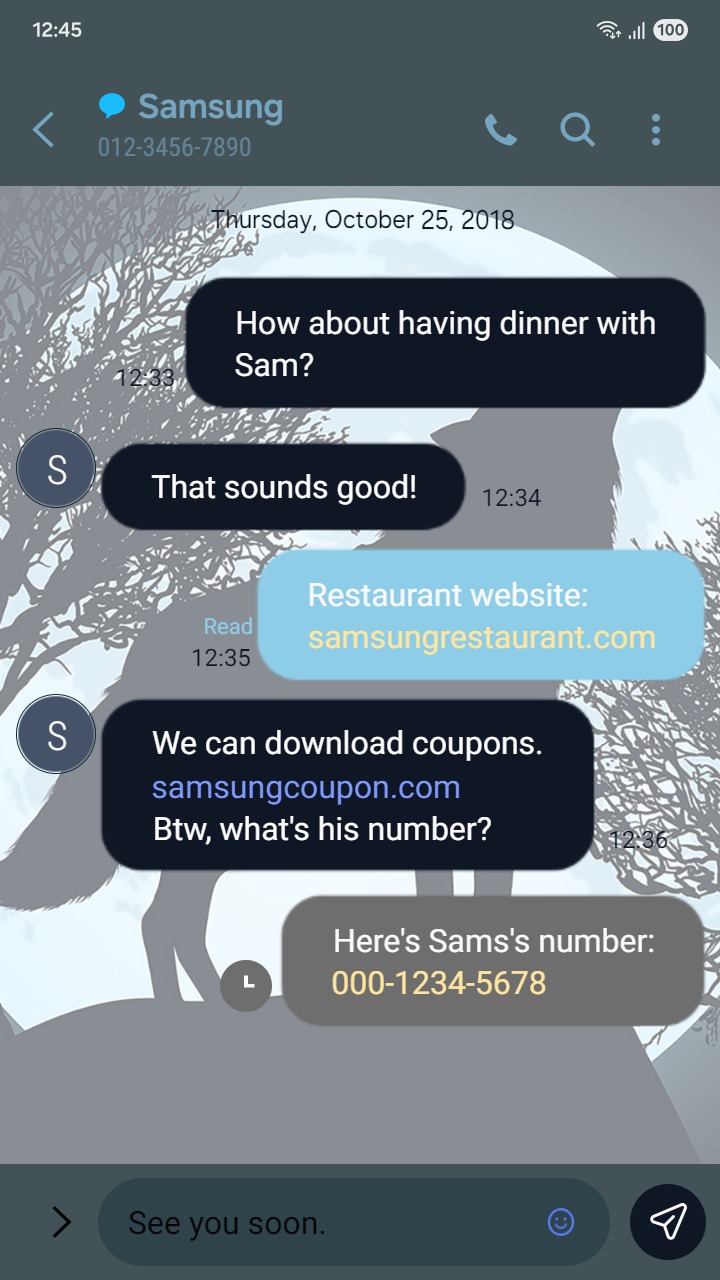 12:45
100
Samsung
012-3456-7890
Thursday, October 25, 2018
How about having dinner with
Sam?
12:33
S
That sounds good!
12:34
Restaurant website:
samsungrestaurant.com
Read
12:35
S
We can download coupons.
samsungcoupon.com
Btw, what's his number?
12:36
Here's Sams's number:
000-1234-5678
See you soon.